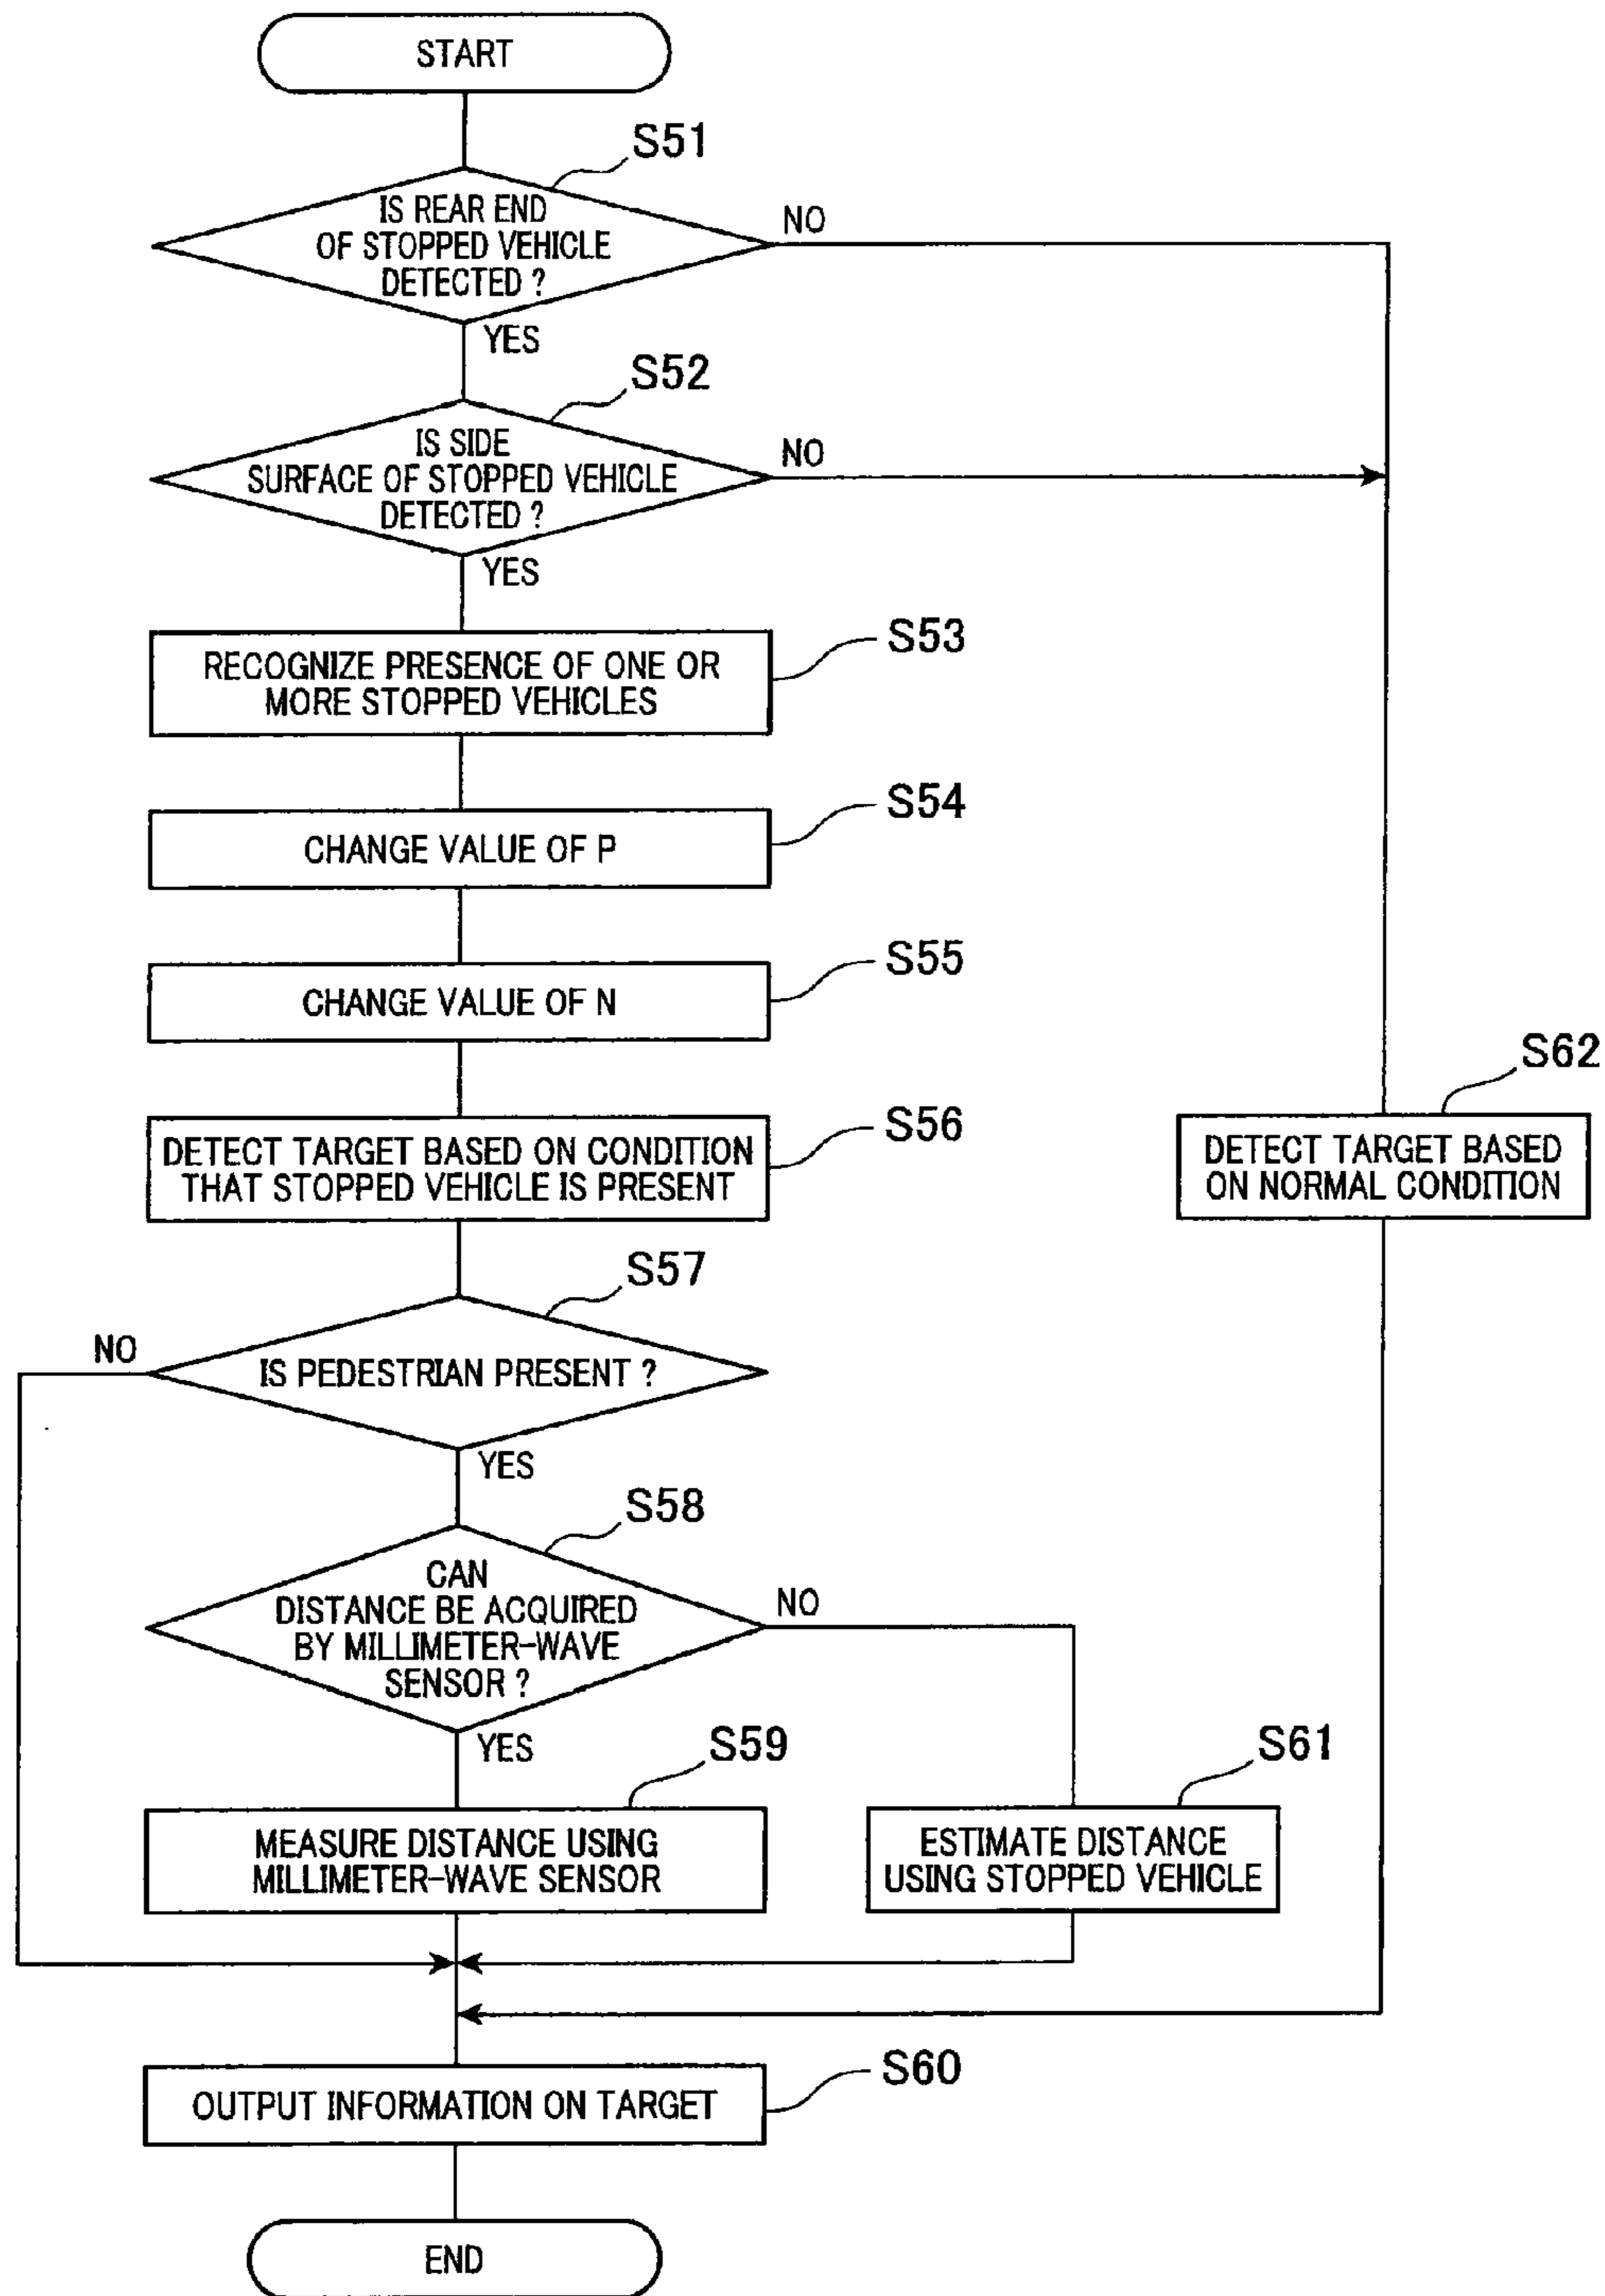 START
S51
IS REAR END
OF STOPPED VEHICLE
DETECTED ?
NO
YES
S52
IS SIDE
SURFACE OF STOPPED VEHICLE
DETECTED ?
NO
YES
S53
RECOGNIZE PRESENCE OF ONE OR
MORE STOPPED VEHICLES
S54
CHANGE VALUE OF P
S55
CHANGE VALUE OF N
S56
DETECT TARGET BASED ON CONDITION
THAT STOPPED VEHICLE IS PRESENT
S62
DETECT TARGET BASED
ON NORMAL CONDITION
S57
NO
IS PEDESTRIAN PRESENT ?
YES
S58
CAN
DISTANCE BE ACQUIRED
BY MILLIMETER-WAVE
SENSOR ?
NO
YES
S59
MEASURE DISTANCE USING
MILLIMETER-WAVE SENSOR
S61
ESTIMATE DISTANCE
USING STOPPED VEHICLE
S60
OUTPUT INFORMATION ON TARGET
END